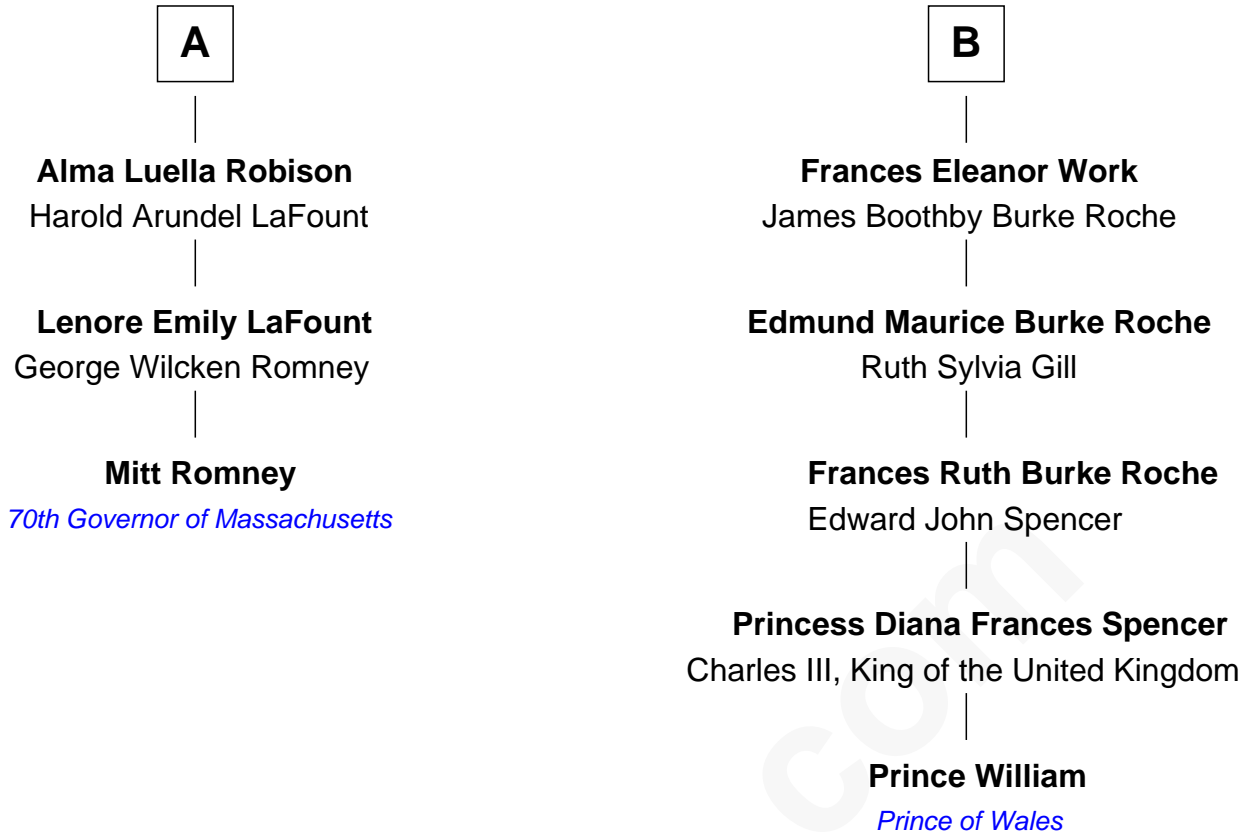 A
Alma Luella Robison
Harold Arundel LaFount
Lenore Emily LaFount
George Wilcken Romney
Mitt Romney
70th Governor of Massachusetts
B
Frances Eleanor Work
James Boothby Burke Roche
Edmund Maurice Burke Roche
Ruth Sylvia Gill
Frances Ruth Burke Roche
Edward John Spencer
Princess Diana Frances Spencer
Charles III, King of the United Kingdom
Prince William
Prince of Wales
com